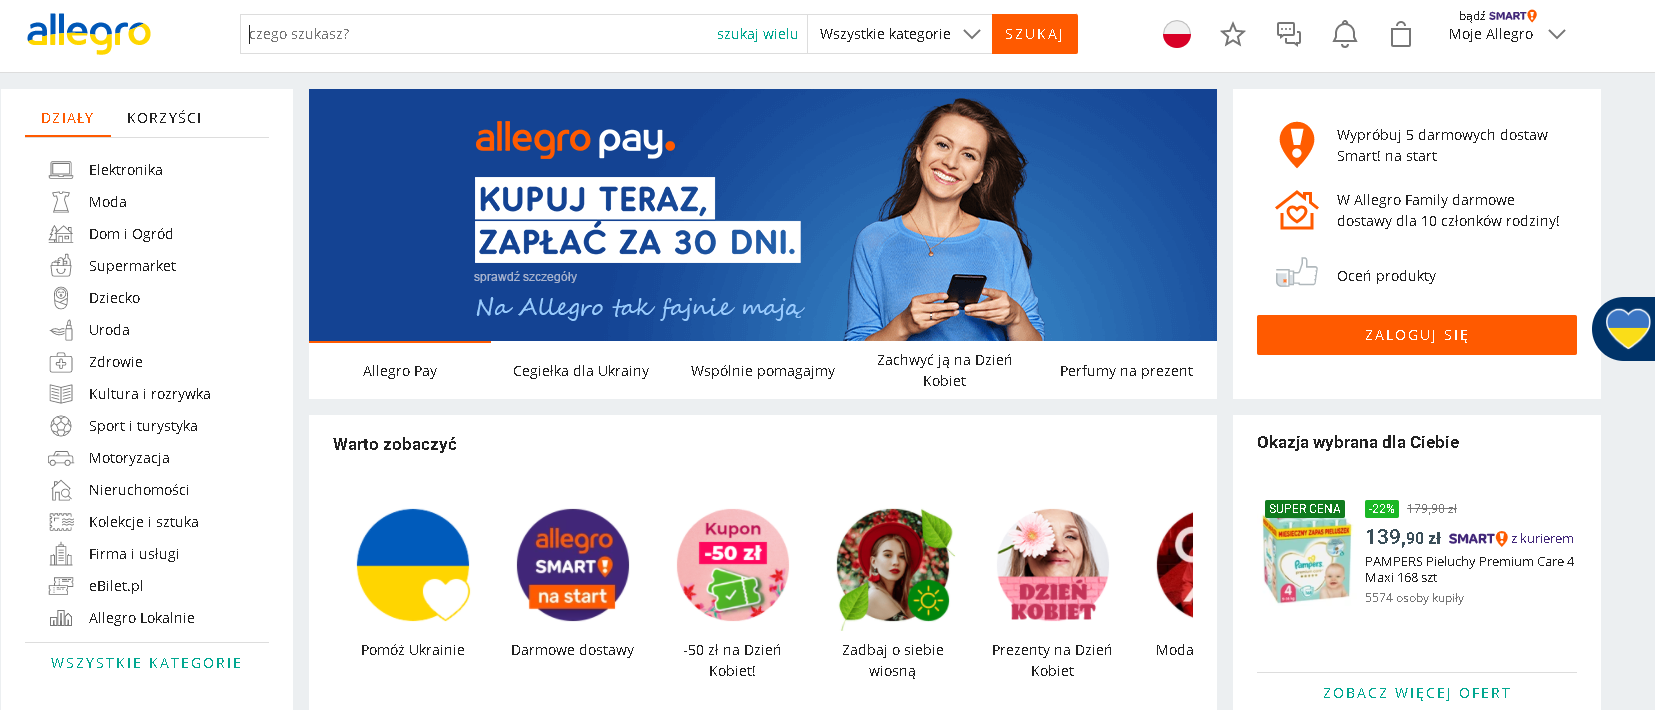 allegro
czego szukasz?
szukaj wielu
Wszystkie kategorie
SZUKAJ
bądź SMART!
Moje Allegro
DZIAŁY
KORZYŚCI
Elektronika
Moda
Dom i Ogród
Supermarket
Dziecko
Uroda
Zdrowie
Kultura i rozrywka
Sport i turystyka
Motoryzacja
Nieruchomości
Kolekcje i sztuka
Firma i usługi
eBilet.pl
Allegro Lokalnie
WSZYSTKIE KATEGORIE
allegro pay.
KUPUJ TERAZ,
ZAPŁAĆ ZA 30 DNI.
sprawdź szczegóły
Na Allegro tak fajnie mają
Allegro Pay
Cegiełka dla Ukrainy
Wspólnie pomagajmy
Zachwyć ją na Dzień
Kobiet
Perfumy na prezent
Warto zobaczyć
allegro
SMART!
na start
Kupon
-50 zł
DZIEŃ
KOBIET
Pomóż Ukrainie
Darmowe dostawy
-50 zł na Dzień
Kobiet!
Zadbaj o siebie
wiosną
Prezenty na Dzień
Kobiet
Moda
Wypróbuj 5 darmowych dostaw
Smart! na start
W Allegro Family darmowe
dostawy dla 10 członków rodziny!
Oceń produkty
ZALOGUJ SIĘ
Okazja wybrana dla Ciebie
SUPER CENA
MIESIĘCZNY ZAPAS PIELUSZEK
Pampers
4
-22% 179,90 zł
139,90 zł SMART! z kurierem
PAMPERS Pieluchy Premium Care 4
Maxi 168 szt
5574 osoby kupiły
ZOBACZ WIĘCEJ OFERT